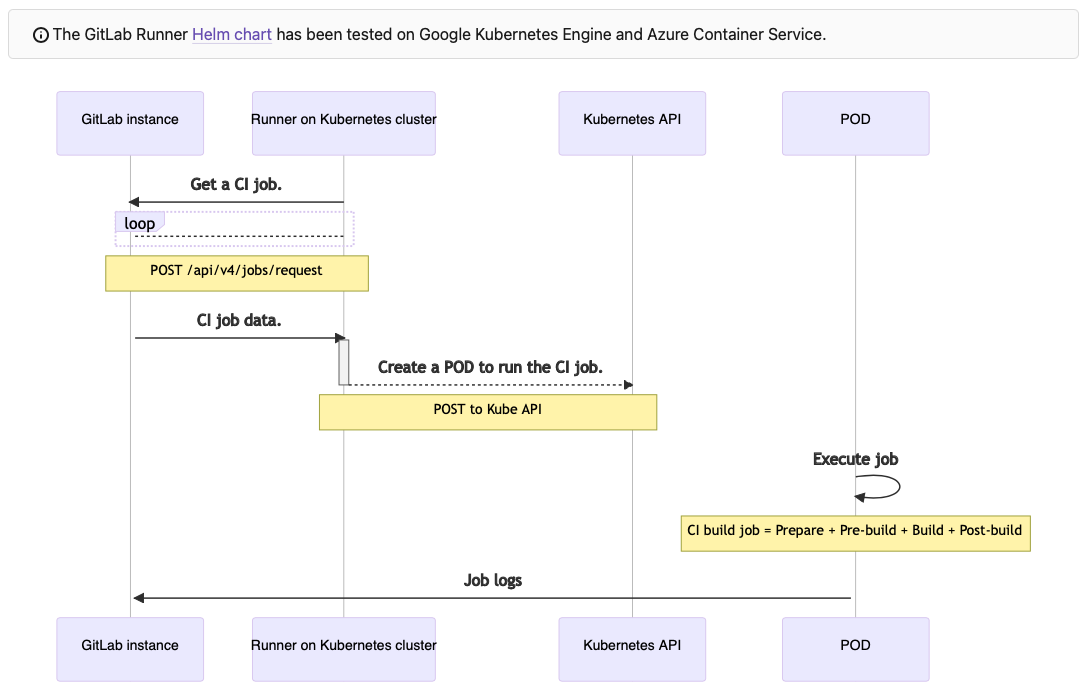 The GitLab Runner Helm chart has been tested on Google Kubernetes Engine and Azure Container Service.
GitLab instance
Runner on Kubernetes cluster
Kubernetes API
POD
Get a CI job.
loop
POST /api/v4/jobs/request
CI job data.
Create a POD to run the CI job.
POST to Kube API
Execute job
CI build job = Prepare + Pre-build + Build + Post-build
Job logs
GitLab instance
Runner on Kubernetes cluster
Kubernetes API
POD